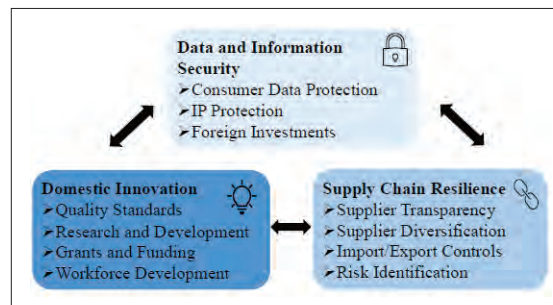 Data and Information
Security
➤Consumer Data Protection
➤IP Protection
➤Foreign Investments
Domestic Innovation
➤Quality Standards
➤Research and Development
➤Grants and Funding
➤Workforce Development
Supply Chain Resilience
➤Supplier Transparency
➤Supplier Diversification
➤Import/Export Controls
➤Risk Identification